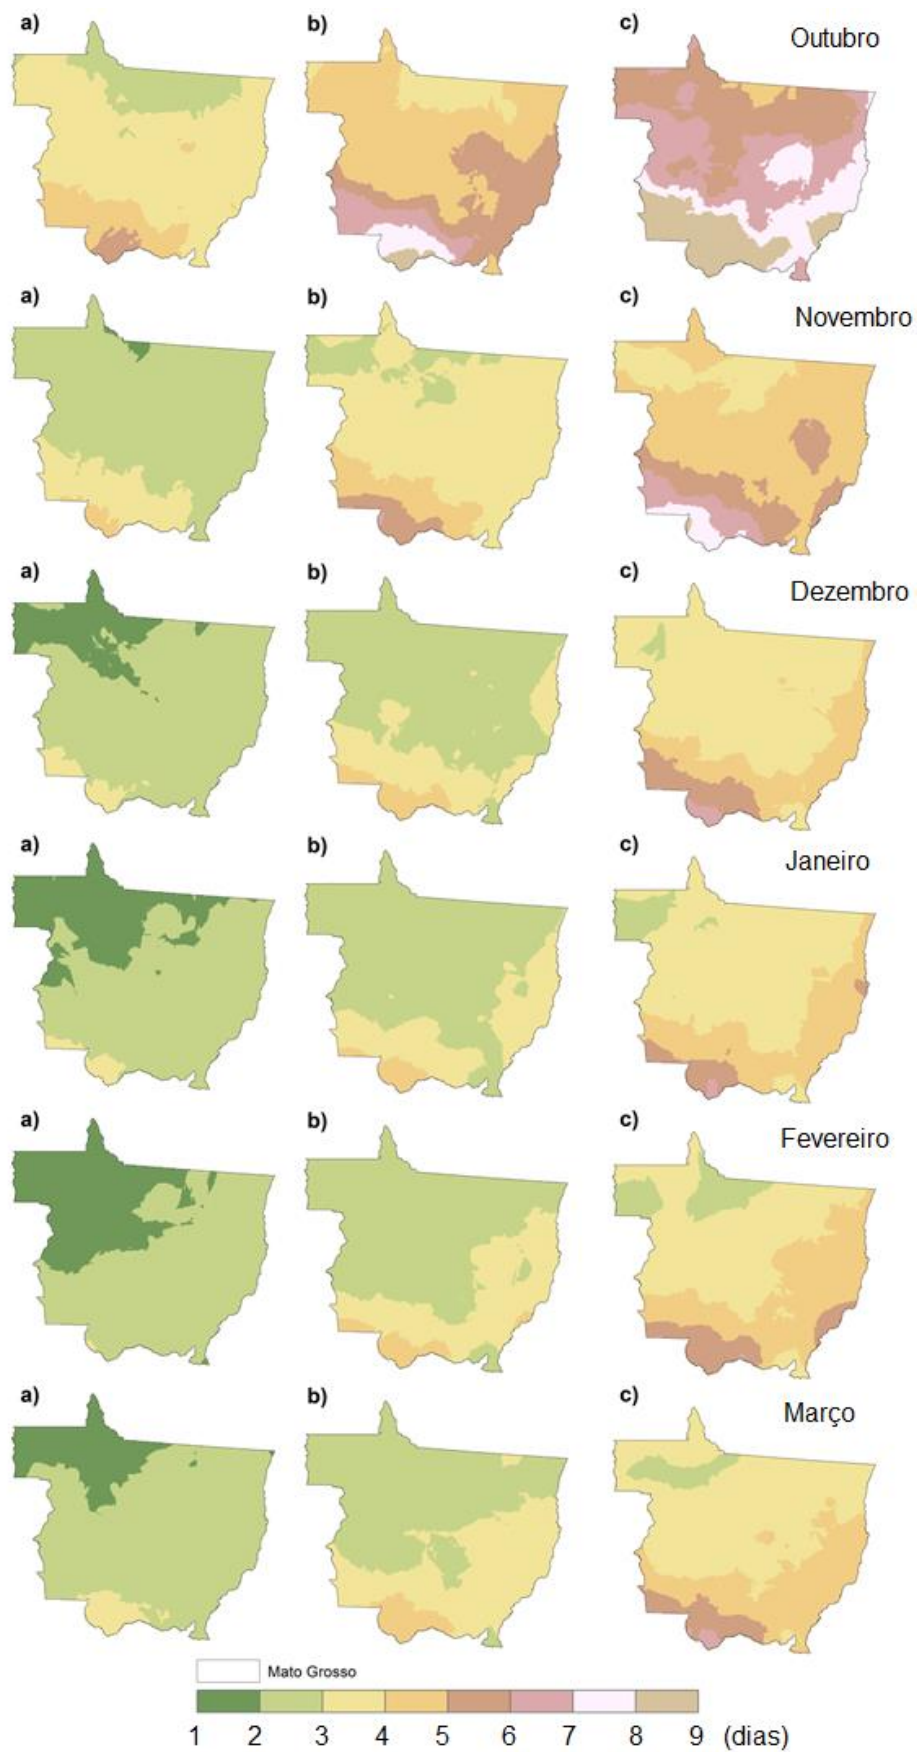 a) b) c) Outubro
a) b) c) Novembro
a) b) c) Dezembro
a) b) c) Janeiro
a) b) c) Fevereiro
a) b) c) Março
Mato Grosso
1 2 3 4 5 6 7 8 9 (dias)